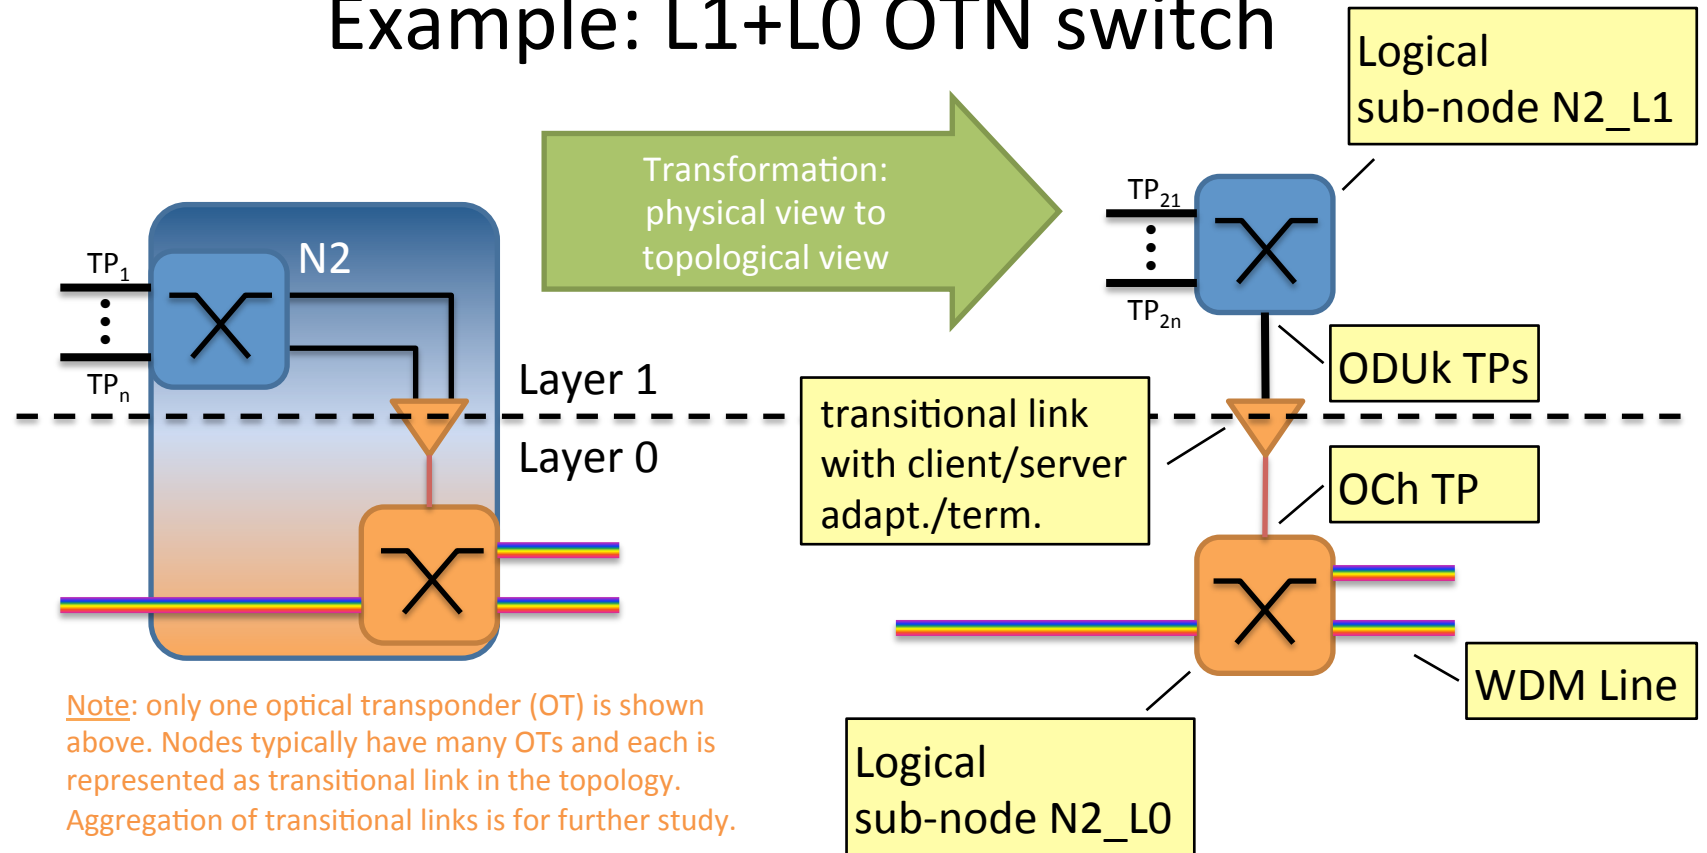 Example: L1+L0 OTN switch
Logical
sub-node N2_L1
Transformation:
physical view to
topological view
TP21
TP2n
N2
TP1
TPn
Layer 1
Layer 0
ODUk TPs
transitional link
with client/server
adapt./term.
OCh TP
WDM Line
Logical
sub-node N2_L0
Note: only one optical transponder (OT) is shown
above. Nodes typically have many OTs and each is
represented as transitional link in the topology.
Aggregation of transitional links is for further study.